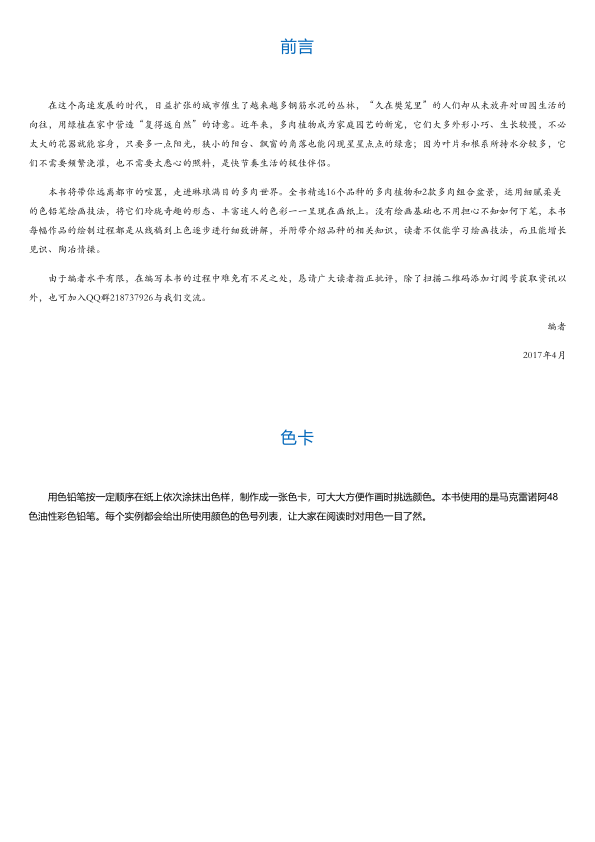 前言
在这个高速发展的时代，日益扩张的城市催生了越来越多钢筋水泥的丛林，“久在樊笼里”的人们却从未放弃对田园生活的
向往，用绿植在家中营造“复得返自然”的诗意。近年来，多肉植物成为家庭园艺的新宠，它们大多外形小巧、生长较慢，不必
太大的花器就能容身，只要多一点阳光，狭小的阳台、飘窗的角落也能闪现星星点点的绿意；因为叶片和根系所持水分较多，它
们不需要频繁浇灌，也不需要太悉心的照料，是快节奏生活的极佳伴侣。
本书将带你远离都市的喧嚣，走进琳琅满目的多肉世界。全书精选16个品种的多肉植物和2款多肉组合盆景，运用细腻柔美
的色铅笔绘画技法，将它们玲珑奇趣的形态、丰富迷人的色彩一一呈现在画纸上。没有绘画基础也不用担心不知如何下笔，本书
每幅作品的绘制过程都是从线稿到上色逐步进行细致讲解，并附带介绍品种的相关知识，读者不仅能学习绘画技法，而且能增长
见识、陶冶情操。
由于编者水平有限，在编写本书的过程中难免有不足之处，恳请广大读者指正批评，除了扫描二维码添加订阅号获取资讯以
外，也可加入QQ群218737926与我们交流。
编者
2017年4月
色卡
用色铅笔按一定顺序在纸上依次涂抹出色样，制作成一张色卡，可大大方便作画时挑选颜色。本书使用的是马克雷诺阿48
色油性彩色铅笔。每个实例都会给出所使用颜色的色号列表，让大家在阅读时对用色一目了然。